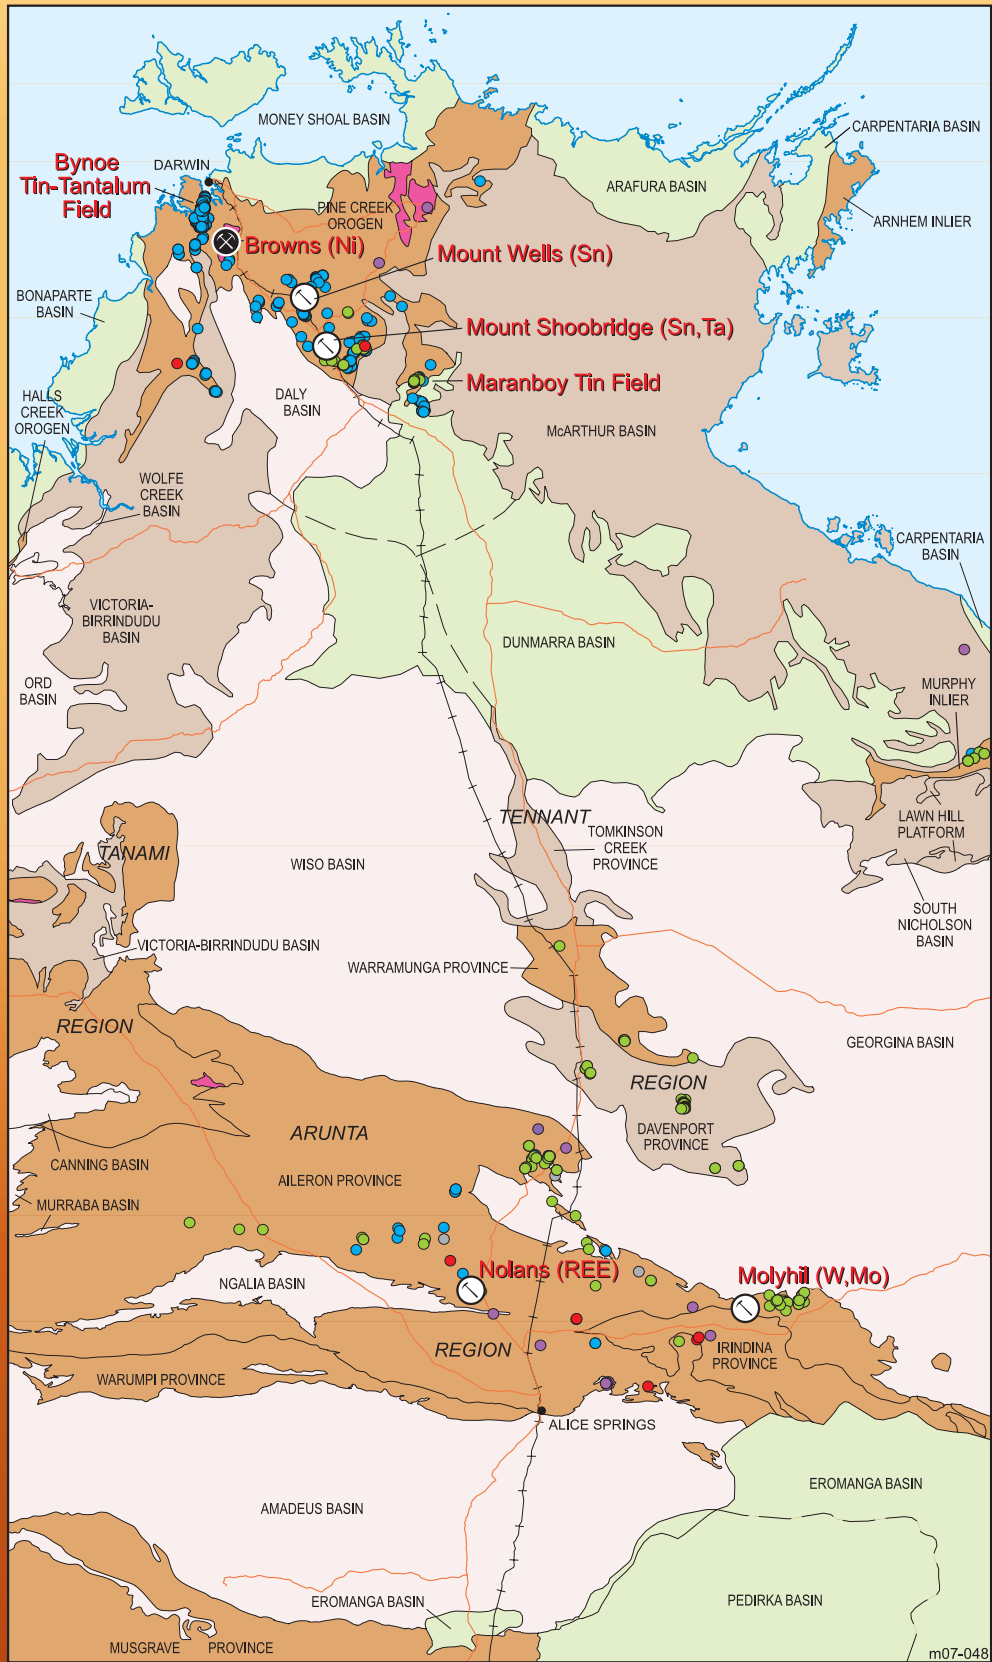 MONEY SHOAL BASIN
CARPENTARIA BASIN
Bynoe
Tin-Tantalum
Field
DARWIN
ARAFURA BASIN
PINE CREEK
OROGEN
ARNHEM INLIER
Browns (Ni)
Mount Wells (Sn)
BONAPARTE
BASIN
Mount Shoobridge (Sn,Ta)
Maranboy Tin Field
HALLS
CREEK
OROGEN
DALY
BASIN
McARTHUR BASIN
WOLFE
CREEK
BASIN
CARPENTARIA
BASIN
VICTORIA-
BIRRINDUDU
BASIN
DUNMARRA BASIN
ORD
BASIN
MURPHY
INLIER
TENNANT
LAWN HILL
PLATFORM
TOMKINSON
CREEK
PROVINCE
TANAMI
WISO BASIN
SOUTH
NICHOLSON
BASIN
VICTORIA-BIRRINDUDU BASIN
WARRAMUNGA PROVINCE
REGION
GEORGINA BASIN
REGION
DAVENPORT
PROVINCE
ARUNTA
CANNING BASIN
AILERON PROVINCE
MURRABA BASIN
Nolans (REE)
Molyhil (W,Mo)
NGALIA BASIN
REGION
IRINDINA
PROVINCE
WARUMPI PROVINCE
ALICE SPRINGS
EROMANGA BASIN
AMADEUS BASIN
EROMANGA BASIN
PEDIRKA BASIN
MUSGRAVE PROVINCE
m07-048